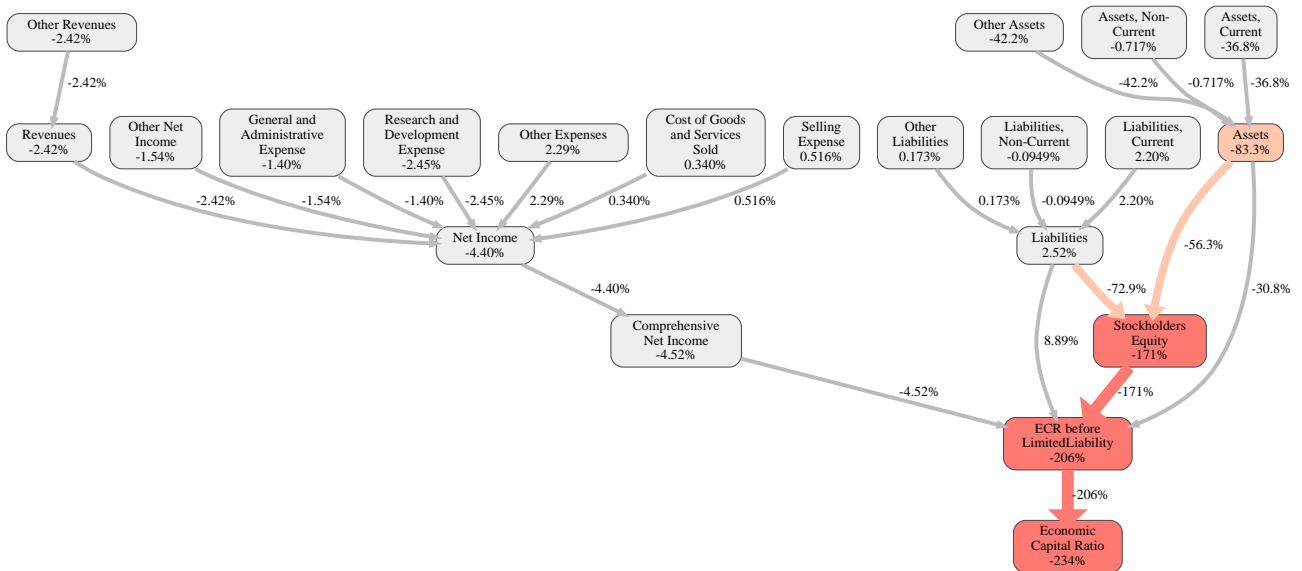 Other Revenues
-2.42%
Other Assets
-42.2%
Assets, Non-
Current
-0.717%
Assets,
Current
-36.8%
-2.42%
-42.2%
-0.717%
-36.8%
Revenues
-2.42%
Other Net
Income
-1.54%
General and
Administrative
Expense
-1.40%
Research and
Development
Expense
-2.45%
Other Expenses
2.29%
Cost of Goods
and Services
Sold
0.340%
Selling
Expense
0.516%
Other
Liabilities
0.173%
Liabilities,
Non-Current
-0.0949%
Liabilities,
Current
2.20%
Assets
-83.3%
-2.42%
-1.54%
-1.40%
-2.45%
2.29%
0.340%
0.516%
0.173%
-0.0949%
2.20%
Net Income
-4.40%
Liabilities
2.52%
-56.3%
-4.40%
-72.9%
-30.8%
Comprehensive
Net Income
-4.52%
8.89%
Stockholders
Equity
-171%
-4.52%
-171%
ECR before
LimitedLiability
-206%
-206%
Economic
Capital Ratio
-234%